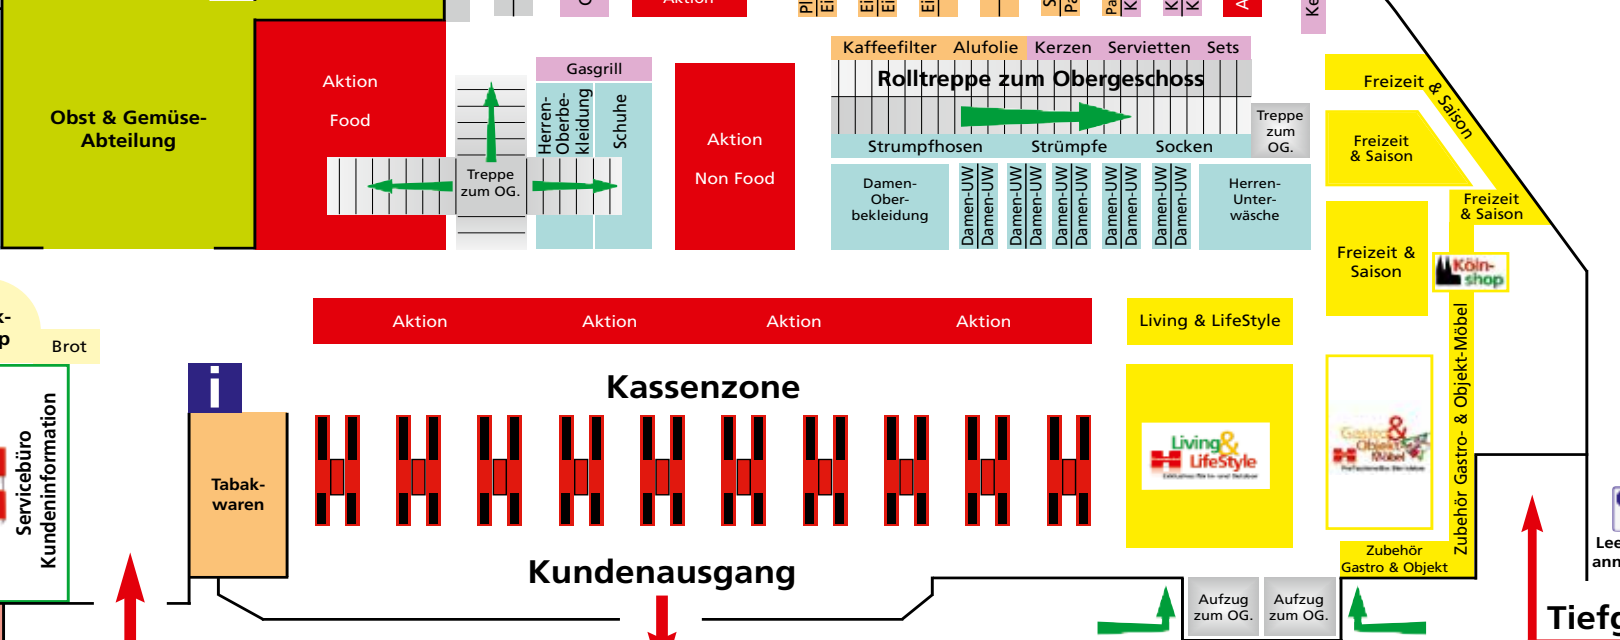 Aktion
Kaffeefilter Alufolie Kerzen Servietten Sets
Rolltreppe zum Obergeschoss
Gasgrill
Aktion
Food
Obst & Gemüse-
Abteilung
Herren-
Oberbe-
kleidung
Schuhe
Treppe
zum OG.
Aktion
Non Food
Strumpfhosen Strümpfe Socken
Treppe
zum
OG.
Damen-
Ober-
bekleidung
Damen-UW
Damen-UW
Damen-UW
Damen-UW
Damen-UW
Damen-UW
Damen-UW
Damen-UW
Damen-UW
Damen-UW
Herren-
Unter-
wäsche
Freizeit & Saison
Freizeit
& Saison
Freizeit
& Saison
Freizeit &
Saison
Köln-
shop
Brot
Aktion Aktion Aktion Aktion
Living & LifeStyle
Kassenzone
i
Servicebüro
Kundeninformation
Tabak-
waren
Living&
LifeStyle
Gastro&
Objekt
Möbel
Zubehör Gastro- & Objekt-Möbel
Zubehör
Gastro & Objekt
Kundenausgang
Aufzug
zum OG.
Aufzug
zum OG.